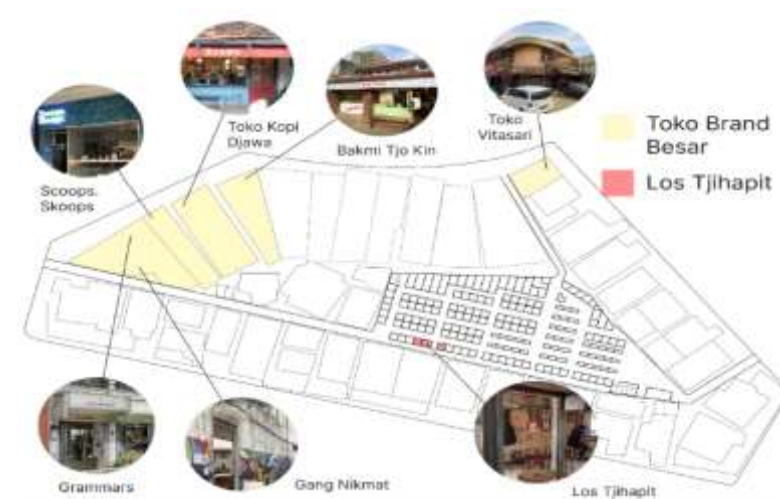 Toko Kopi
Djawa
Bakmi Tjo Kin
Toko
Vitasari
Scoops.
Skoops
Toko Brand
Besar
Los Tjihapit
Grammars
Gang Nikmat
Los Tjihapit